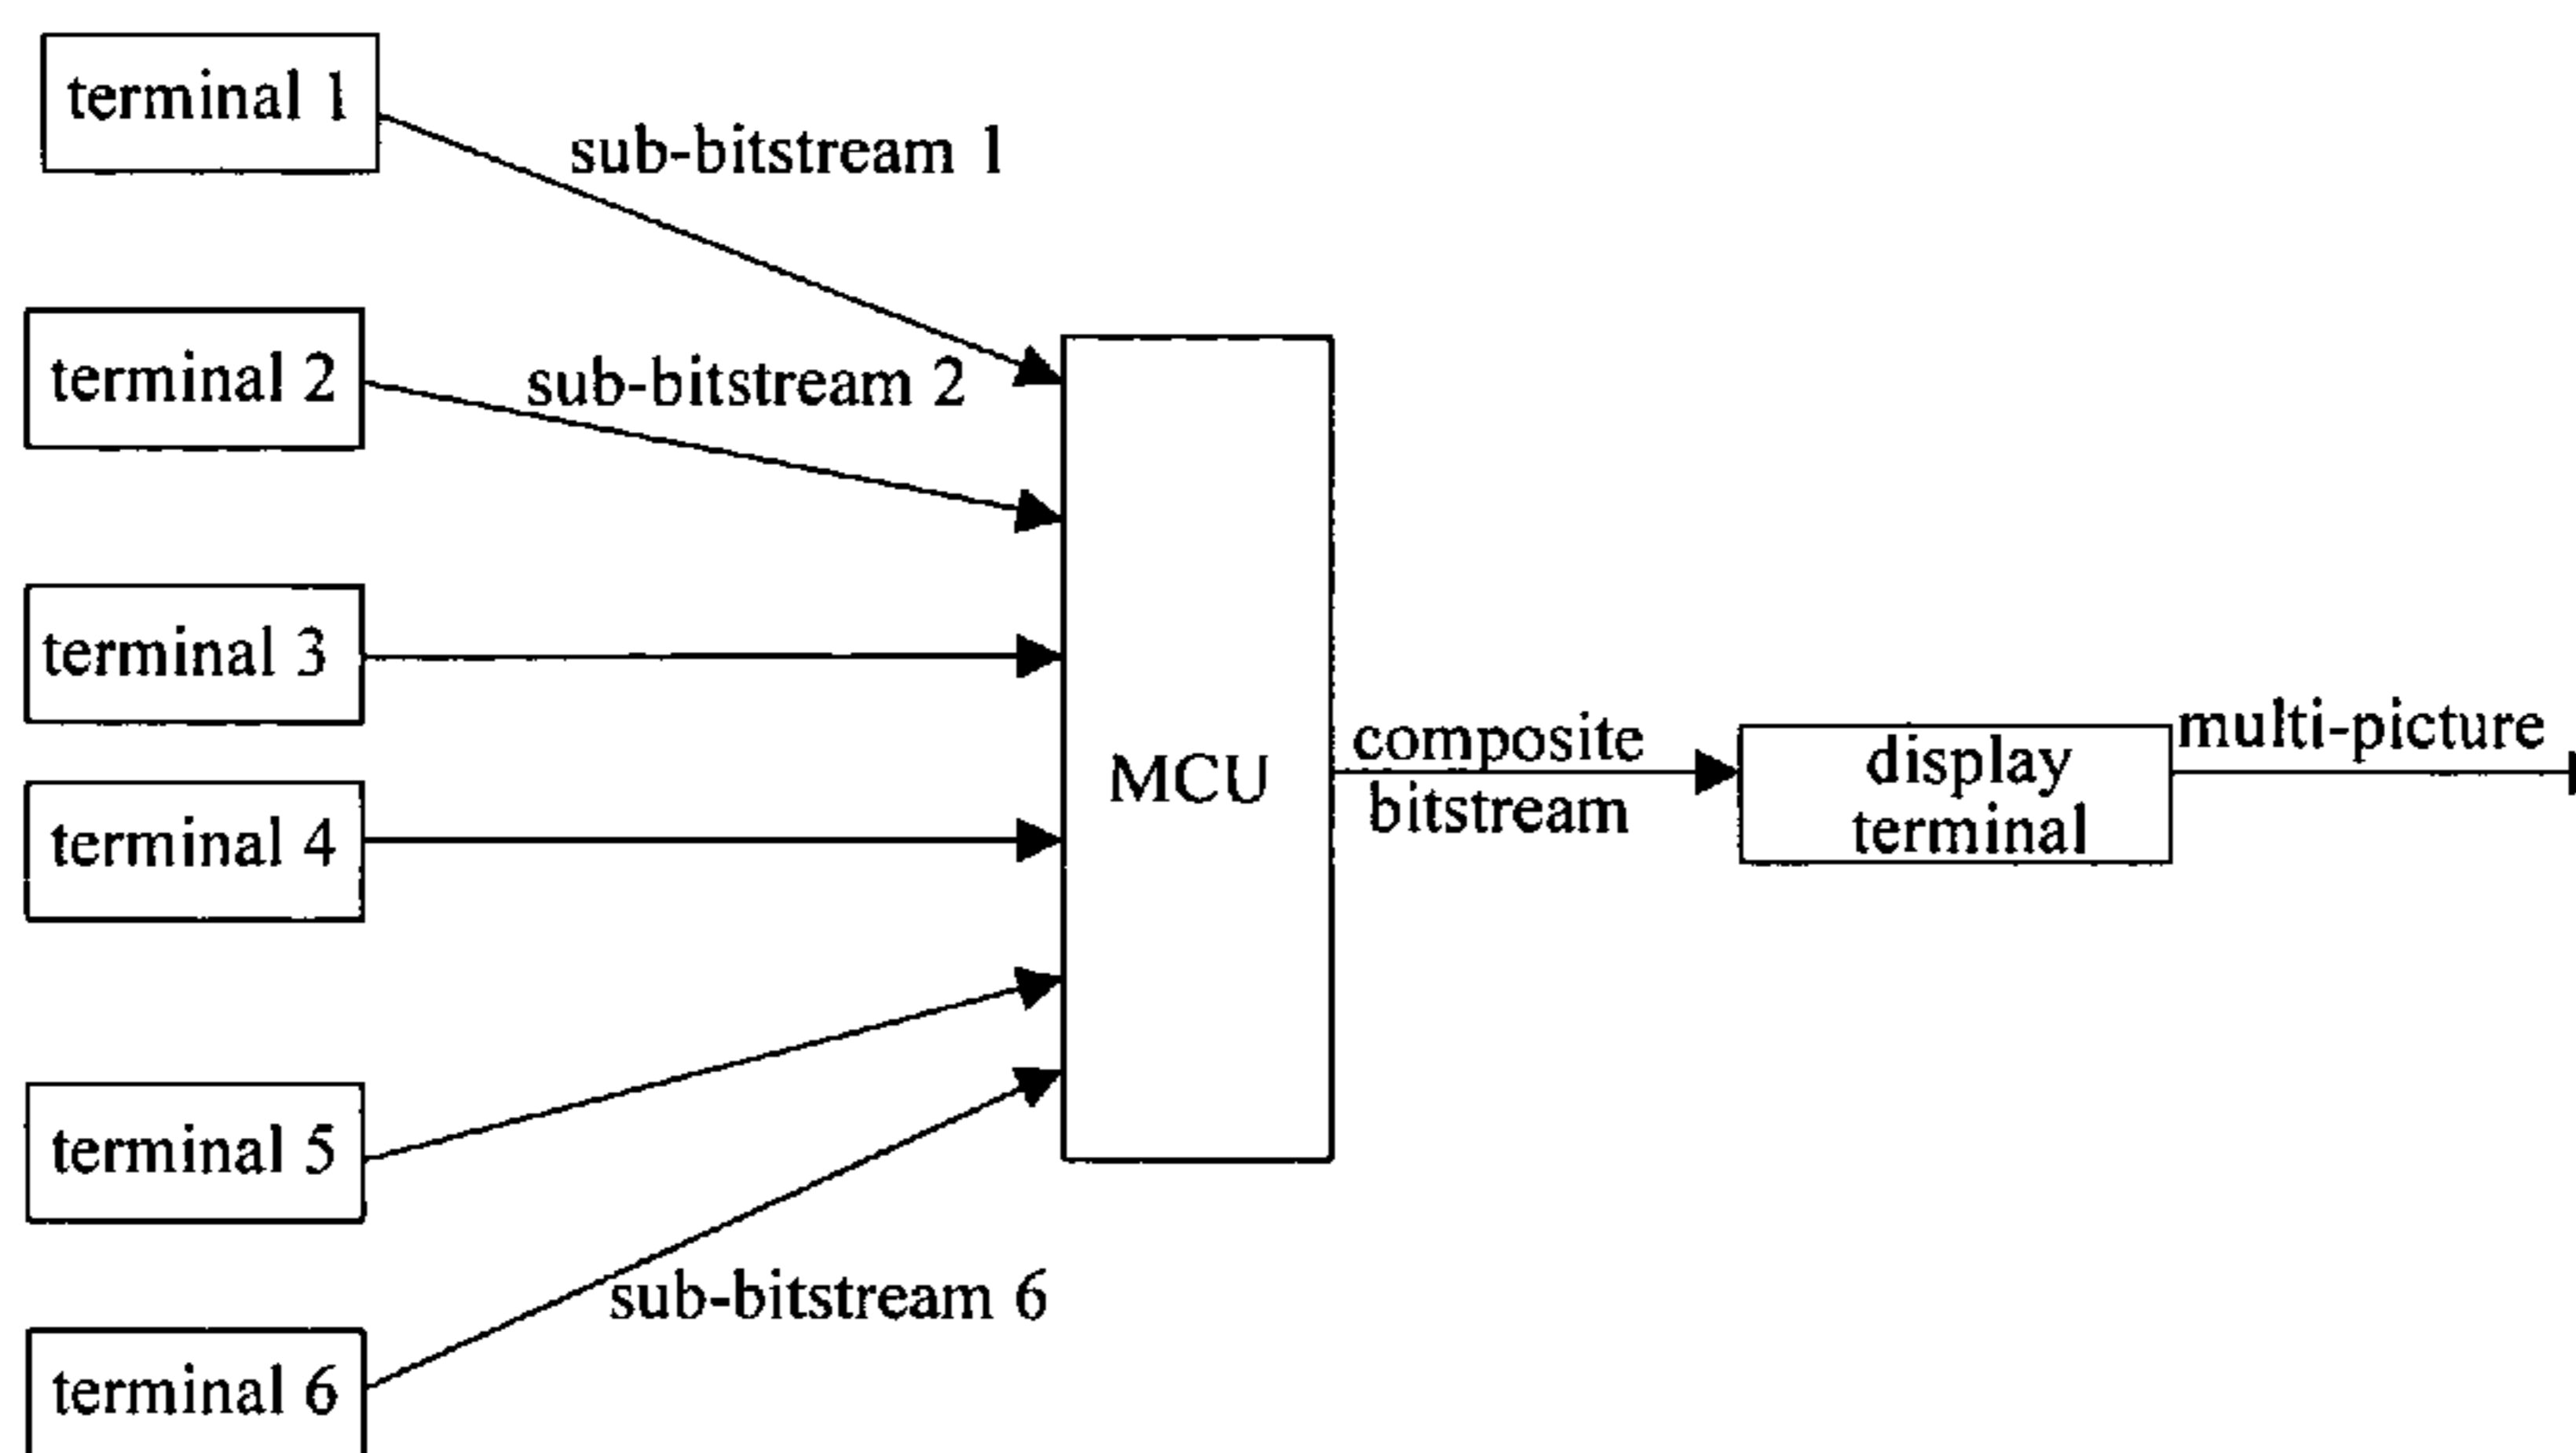 terminal 1
sub-bitstream 1
terminal 2
sub-bitstream 2
terminal 3
terminal 4
terminal 5
terminal 6
sub-bitstream 6
MCU
composite
bitstream
display
terminal
multi-picture